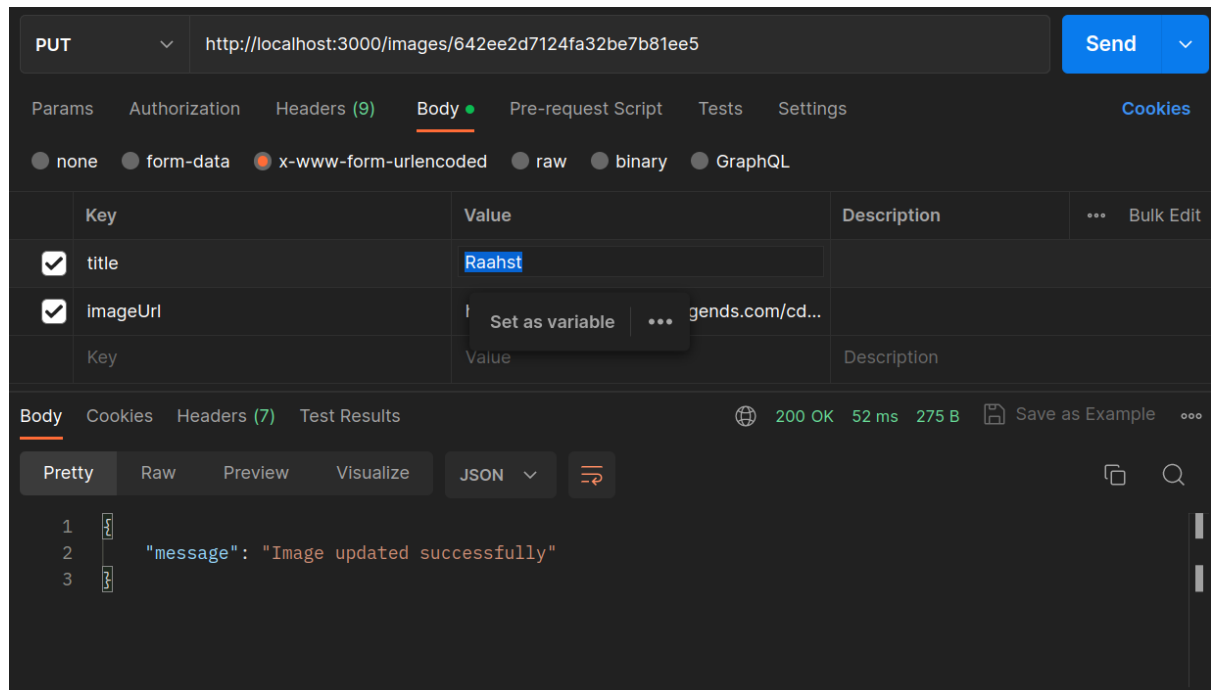 PUT http://localhost:3000/images/642ee2d7124fa32be7b81ee5 Send
Params Authorization Headers (9) Body Pre-request Script Tests Settings Cookies
none form-data x-www-form-urlencoded raw binary GraphQL
Key Value Description ••• Bulk Edit
title Raahst
imageUrl gends.com/cd...
Set as variable •••
Key Value Description
Body Cookies Headers (7) Test Results 200 OK 52 ms 275 B Save as Example
Pretty Raw Preview Visualize JSON
1 {
2 "message": "Image updated successfully"
3 }